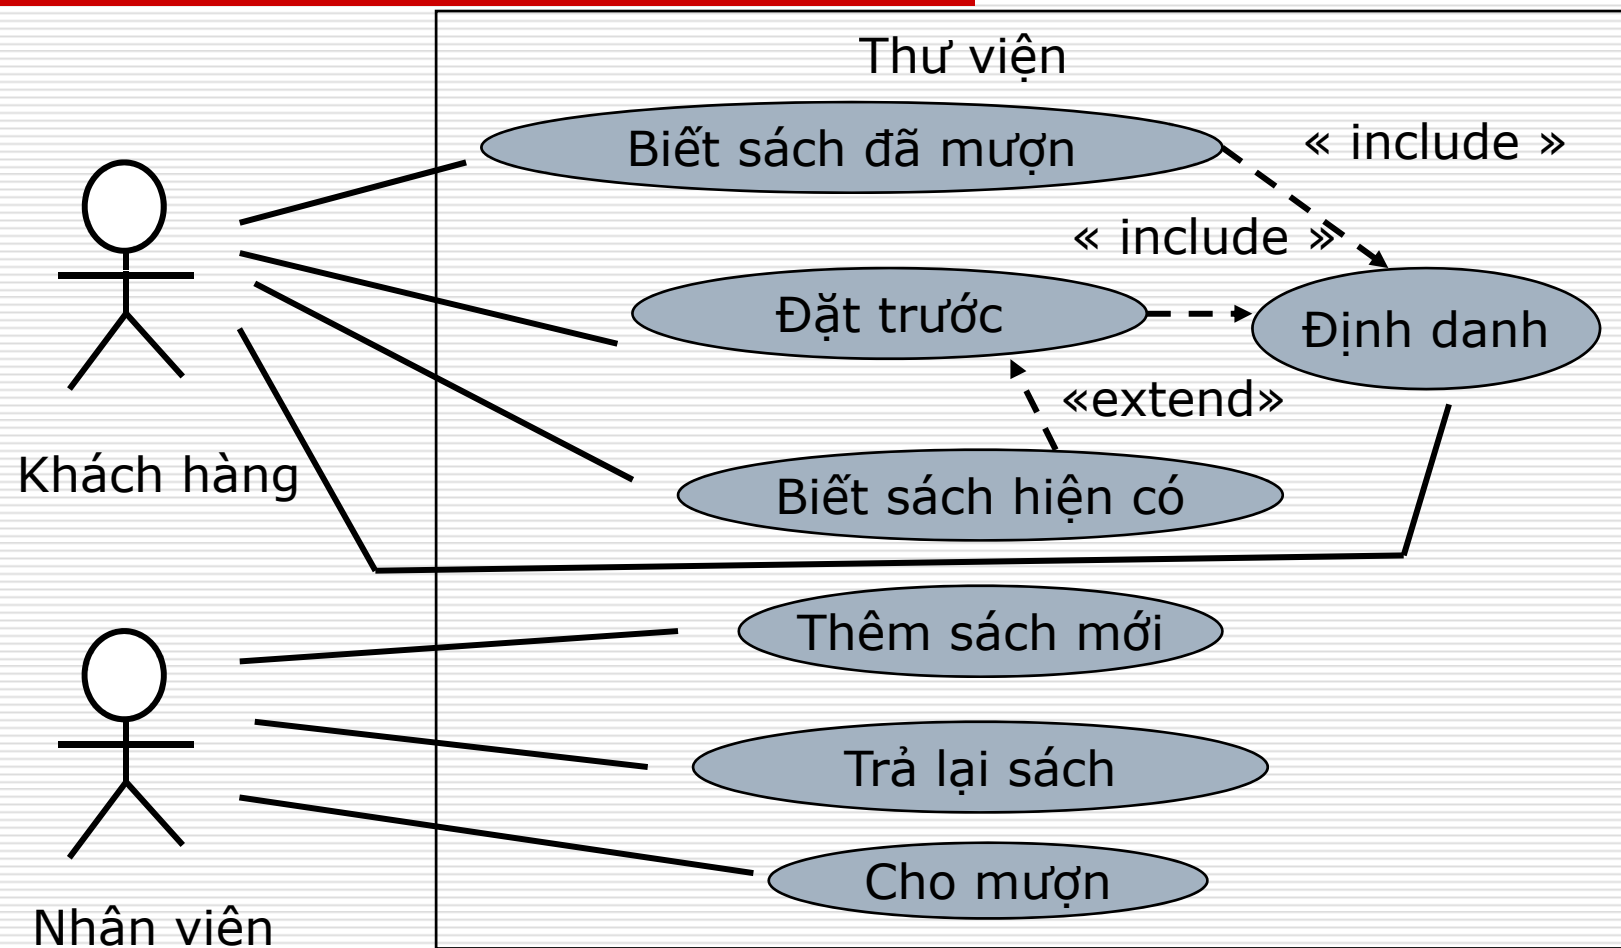 Thư viện
Biết sách đã mượn
« include »
« include »
Đặt trước
Định danh
«extend»
Khách hàng
Biết sách hiện có
Thêm sách mới
Trả lại sách
Cho mượn
Nhân viên